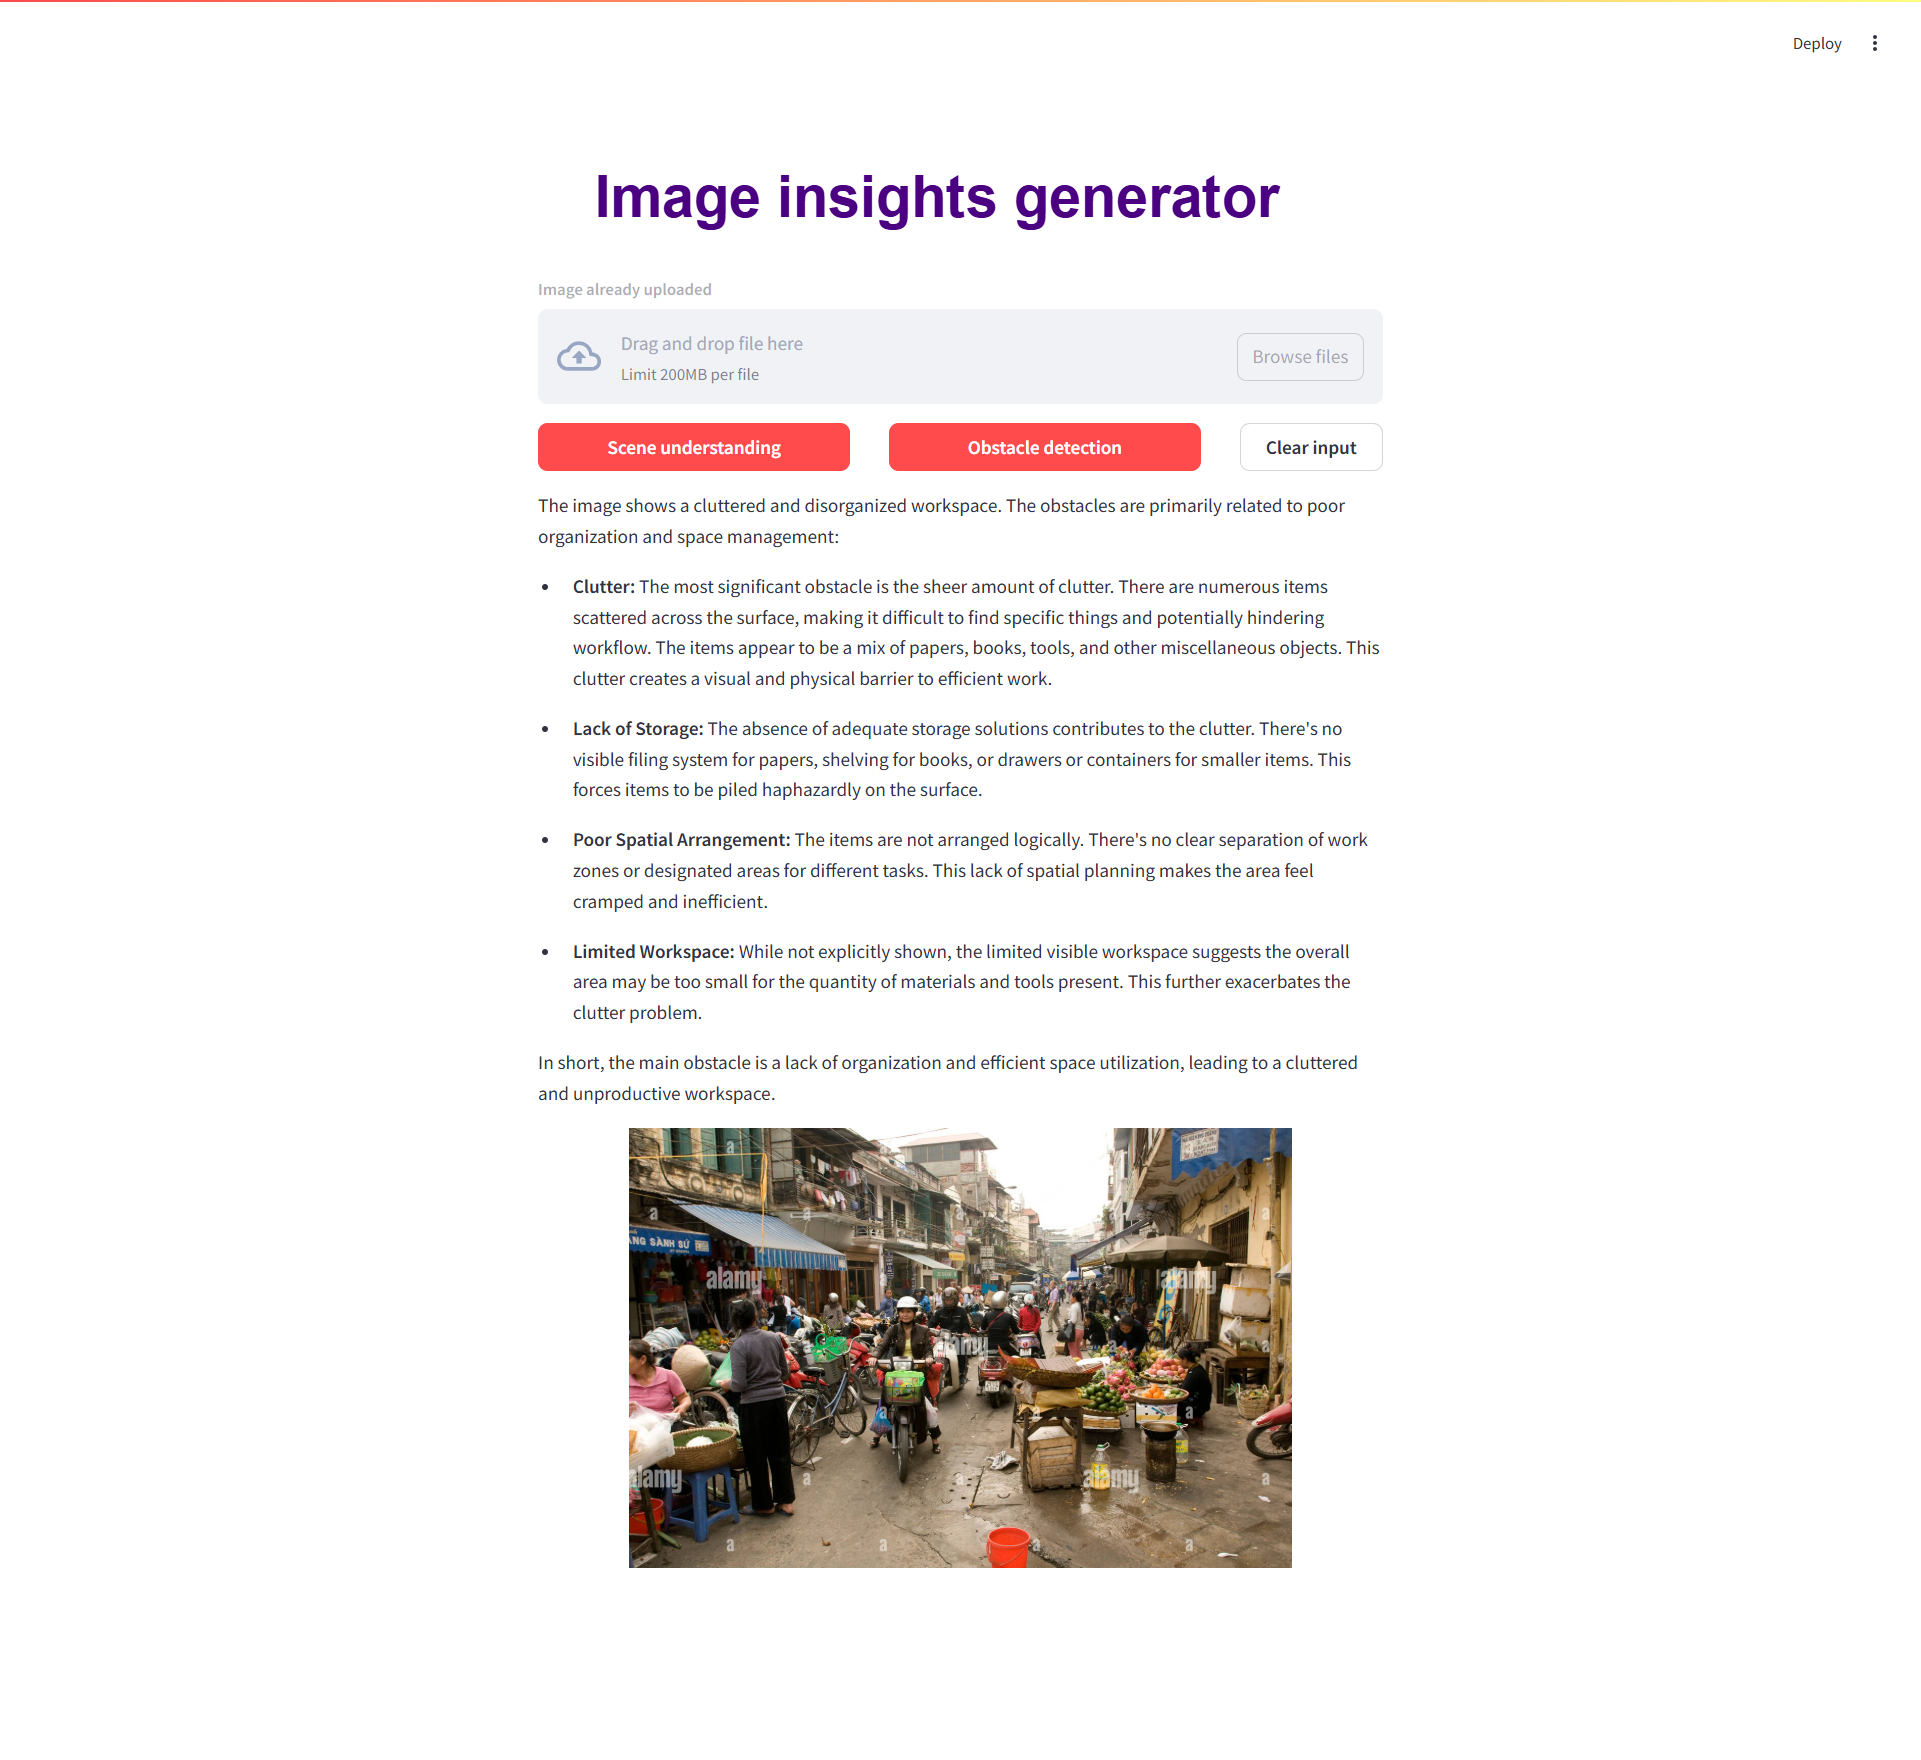 Deploy
Image insights generator
Image already uploaded
Drag and drop file here
Limit 200MB per file
Browse files
Scene understanding
Obstacle detection
Clear input
The image shows a cluttered and disorganized workspace. The obstacles are primarily related to poor
organization and space management:
• Clutter: The most significant obstacle is the sheer amount of clutter. There are numerous items
scattered across the surface, making it difficult to find specific things and potentially hindering
workflow. The items appear to be a mix of papers, books, tools, and other miscellaneous objects. This
clutter creates a visual and physical barrier to efficient work.
• Lack of Storage: The absence of adequate storage solutions contributes to the clutter. There's no
visible filing system for papers, shelving for books, or drawers or containers for smaller items. This
forces items to be piled haphazardly on the surface.
• Poor Spatial Arrangement: The items are not arranged logically. There's no clear separation of work
zones or designated areas for different tasks. This lack of spatial planning makes the area feel
cramped and inefficient.
• Limited Workspace: While not explicitly shown, the limited visible workspace suggests the overall
area may be too small for the quantity of materials and tools present. This further exacerbates the
clutter problem.
In short, the main obstacle is a lack of organization and efficient space utilization, leading to a cluttered
and unproductive workspace.
NG SÀNH SỨ
alamy
alamy
alamy
alamy
alamy